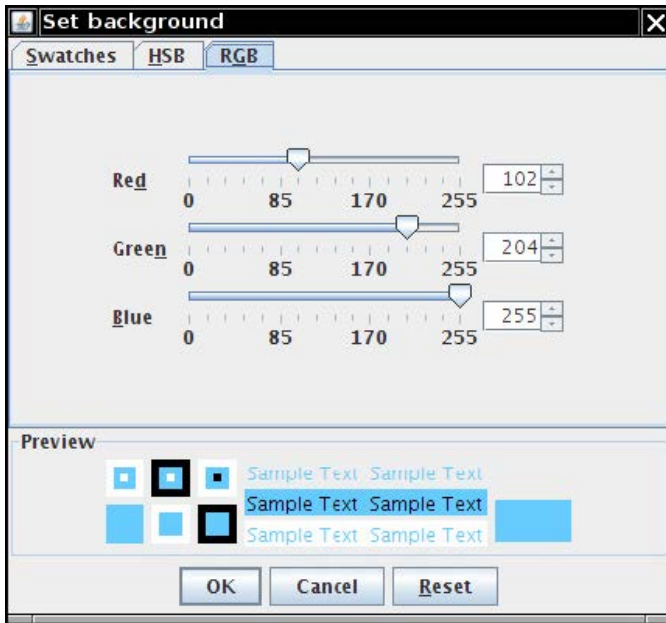 Set background
Swatches HSB RGB
Red 102
0 85 170 255
Green 204
0 85 170 255
Blue 255
0 85 170 255
Preview
Sample Text Sample Text
Sample Text Sample Text
Sample Text Sample Text
OK Cancel Reset